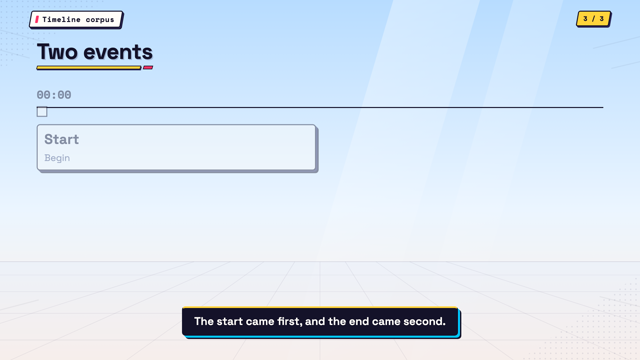 Timeline corpus
3 / 3
Two events
00:00
Start
Begin
The start came first, and the end came second.